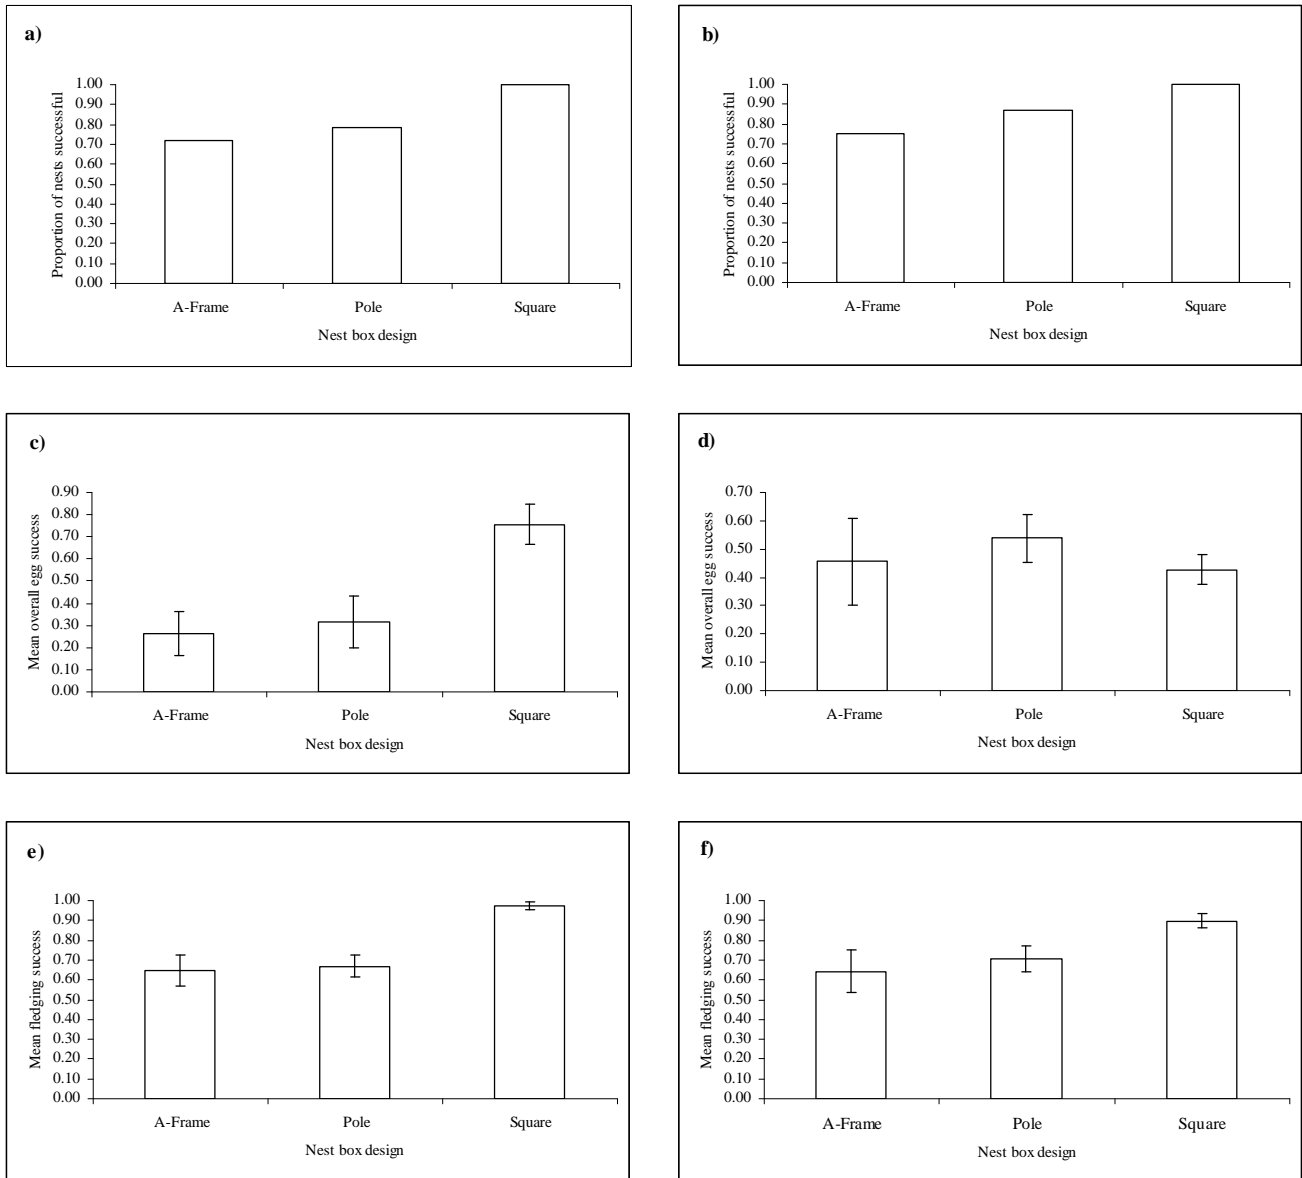 a)
Proportion of nests successful
1.00
0.90
0.80
0.70
0.60
0.50
0.40
0.30
0.20
0.10
0.00
A-Frame Pole Square
Nest box design
b)
Proportion of nests successful
1.00
0.90
0.80
0.70
0.60
0.50
0.40
0.30
0.20
0.10
0.00
A-Frame Pole Square
Nest box design
c)
Mean overall egg success
0.90
0.80
0.70
0.60
0.50
0.40
0.30
0.20
0.10
0.00
A-Frame Pole Square
Nest box design
d)
Mean overall egg success
0.70
0.60
0.50
0.40
0.30
0.20
0.10
0.00
A-Frame Pole Square
Nest box design
e)
Mean fledging success
1.00
0.90
0.80
0.70
0.60
0.50
0.40
0.30
0.20
0.10
0.00
A-Frame Pole Square
Nest box design
f)
Mean fledging success
1.00
0.90
0.80
0.70
0.60
0.50
0.40
0.30
0.20
0.10
0.00
A-Frame Pole Square
Nest box design